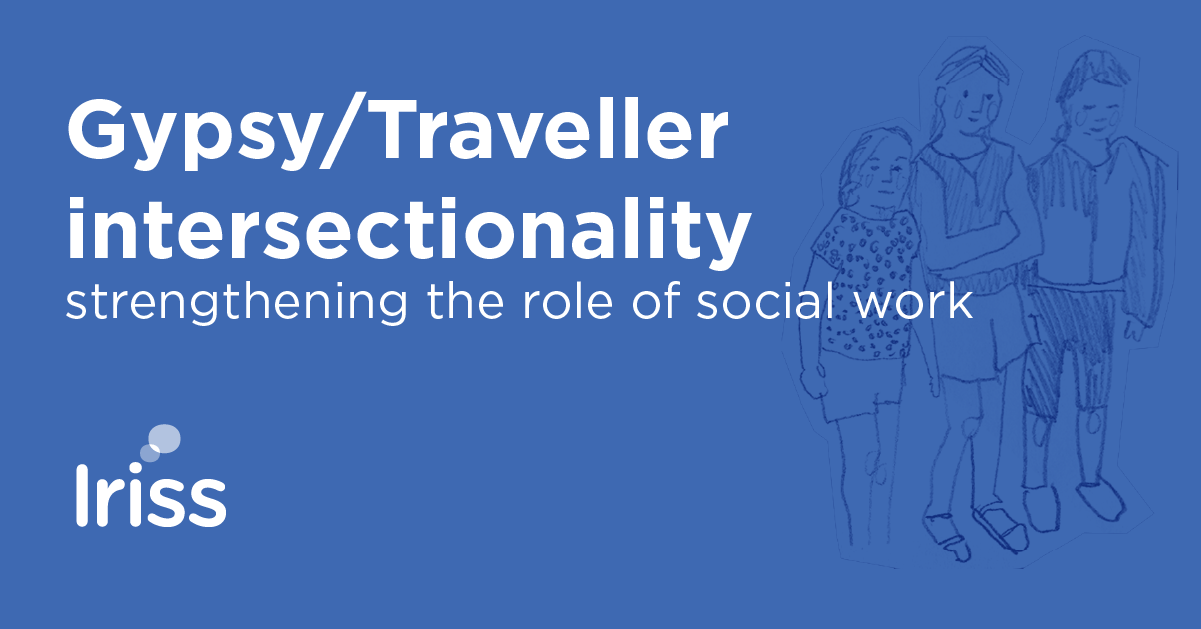 Gypsy/Traveller
intersectionality
strengthening the role of social work
Iriss